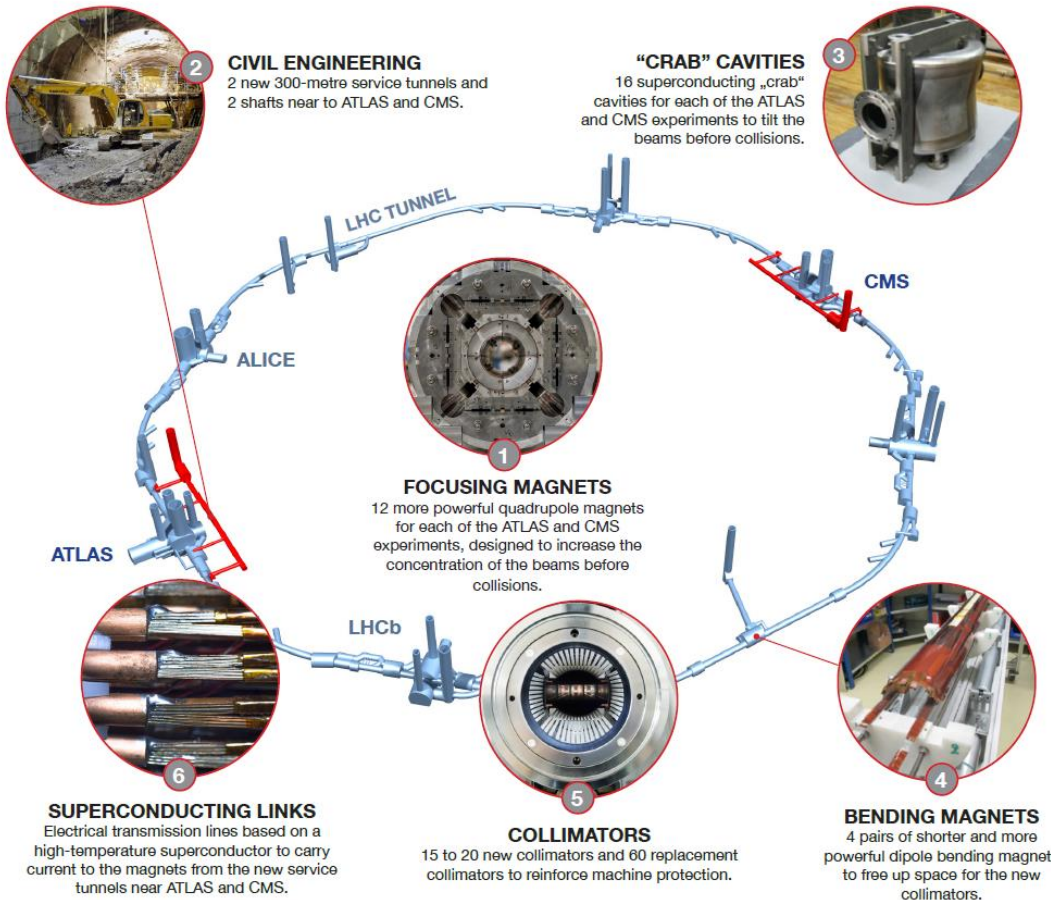 2
CIVIL ENGINEERING
2 new 300-metre service tunnels and
2 shafts near to ATLAS and CMS.
3
“CRAB” CAVITIES
16 superconducting „crab“
cavities for each of the ATLAS
and CMS experiments to tilt the
beams before collisions.
LHC TUNNEL
CMS
ALICE
1
FOCUSING MAGNETS
12 more powerful quadrupole magnets
for each of the ATLAS and CMS
experiments, designed to increase the
concentration of the beams before
collisions.
ATLAS
LHCb
6
SUPERCONDUCTING LINKS
Electrical transmission lines based on a
high-temperature superconductor to carry
current to the magnets from the new service
tunnels near ATLAS and CMS.
5
COLLIMATORS
15 to 20 new collimators and 60 replacement
collimators to reinforce machine protection.
4
BENDING MAGNETS
4 pairs of shorter and more
powerful dipole bending magnet
to free up space for the new
collimators.